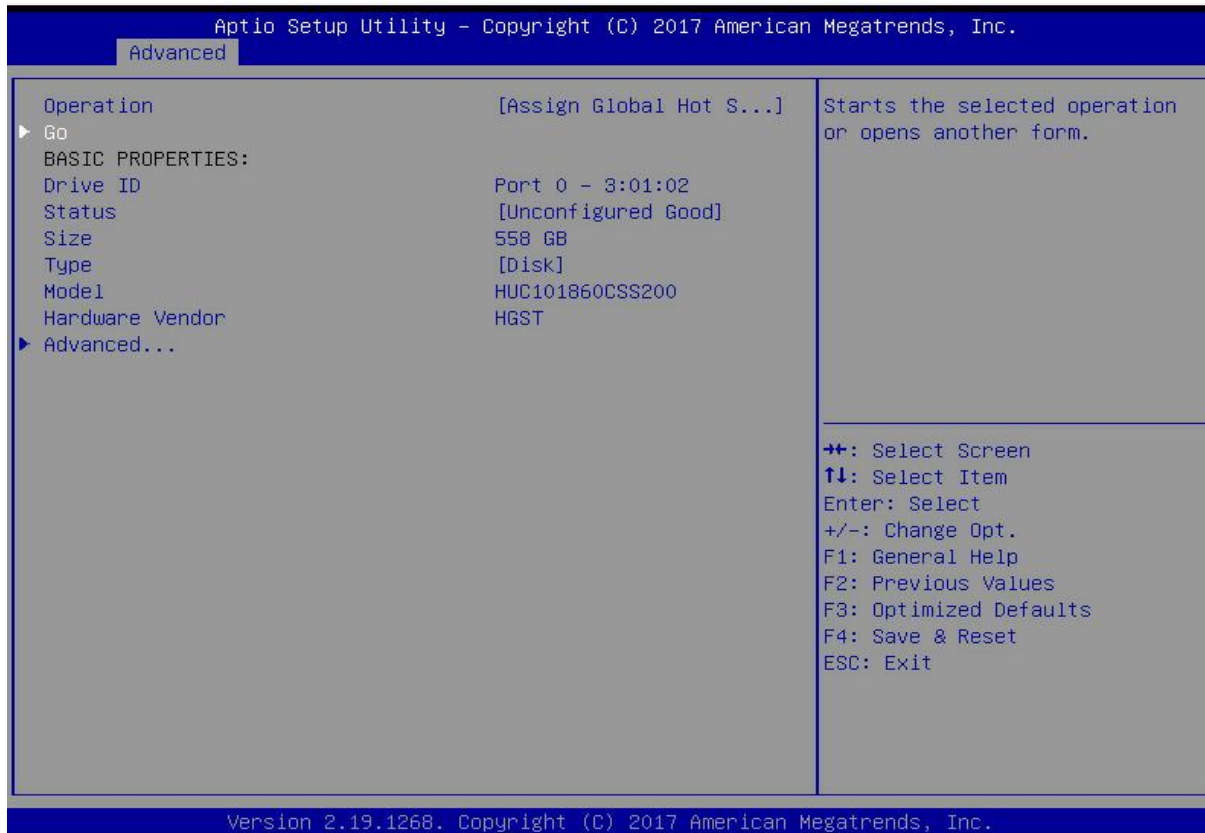 Aptio Setup Utility – Copyright (C) 2017 American Megatrends, Inc.
Advanced
Operation [Assign Global Hot S...]
Go
BASIC PROPERTIES:
Drive ID Port 0 – 3:01:02
Status [Unconfigured Good]
Size 558 GB
Type [Disk]
Model HUC101860CSS200
Hardware Vendor HGST
Advanced...
Starts the selected operation
or opens another form.
→←: Select Screen
↑↓: Select Item
Enter: Select
+/-: Change Opt.
F1: General Help
F2: Previous Values
F3: Optimized Defaults
F4: Save & Reset
ESC: Exit
Version 2.19.1268. Copyright (C) 2017 American Megatrends, Inc.